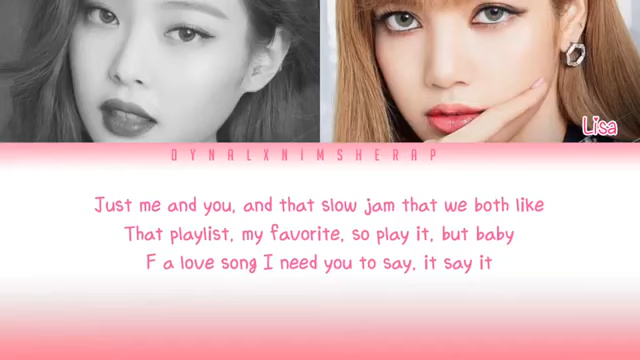 Lisa
DYNALXNIMSHERAP
Just me and you, and that slow jam that we both like
That playlist, my favorite, so play it, but baby
F a love song I need you to say, it say it